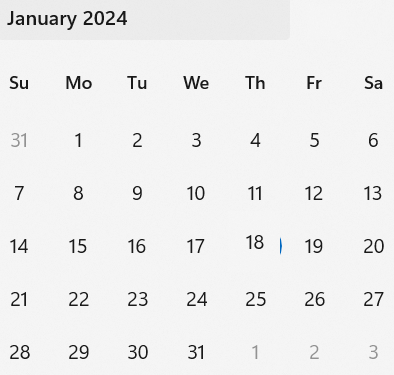 January 2024
Su Mo Tu We Th Fr Sa
31 1 2 3 4 5 6
7 8 9 10 11 12 13
14 15 16 17 18 19 20
21 22 23 24 25 26 27
28 29 30 31 1 2 3